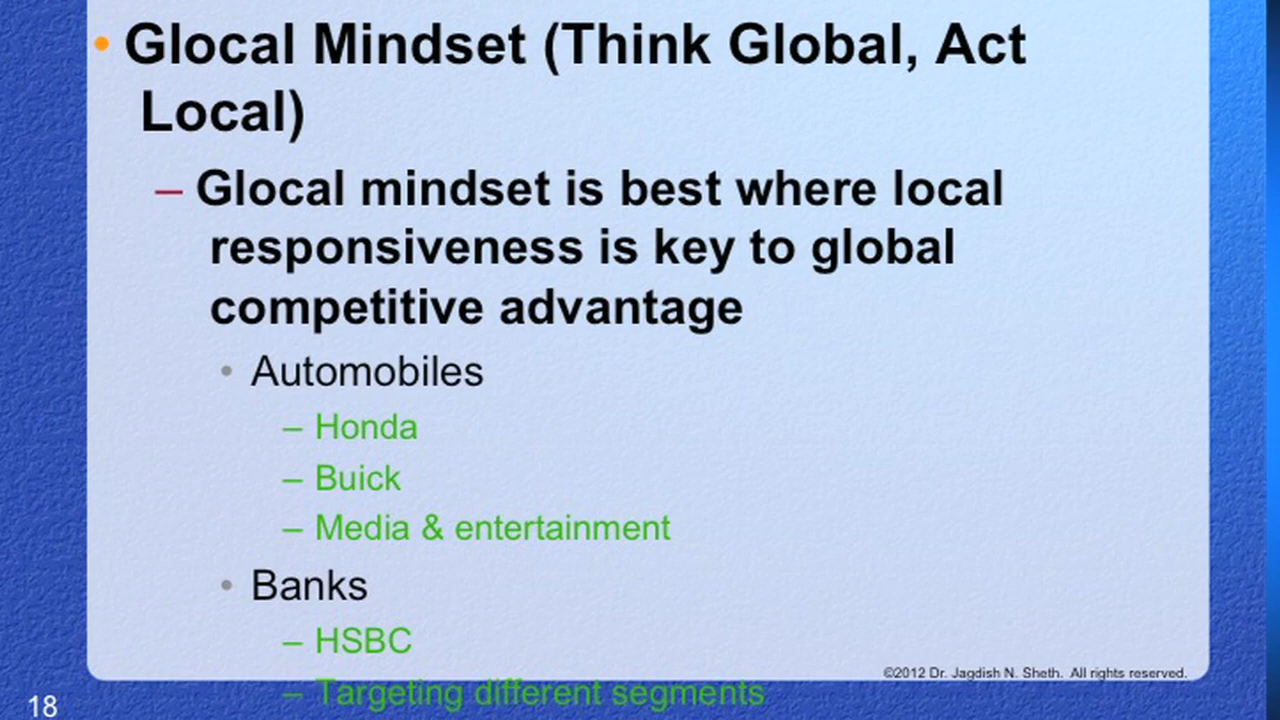 • Glocal Mindset (Think Global, Act
Local)
– Glocal mindset is best where local
responsiveness is key to global
competitive advantage
• Automobiles
– Honda
– Buick
– Media & entertainment
• Banks
– HSBC
– Targeting different segments
©2012 Dr. Jagdish N. Sheth. All rights reserved.
18